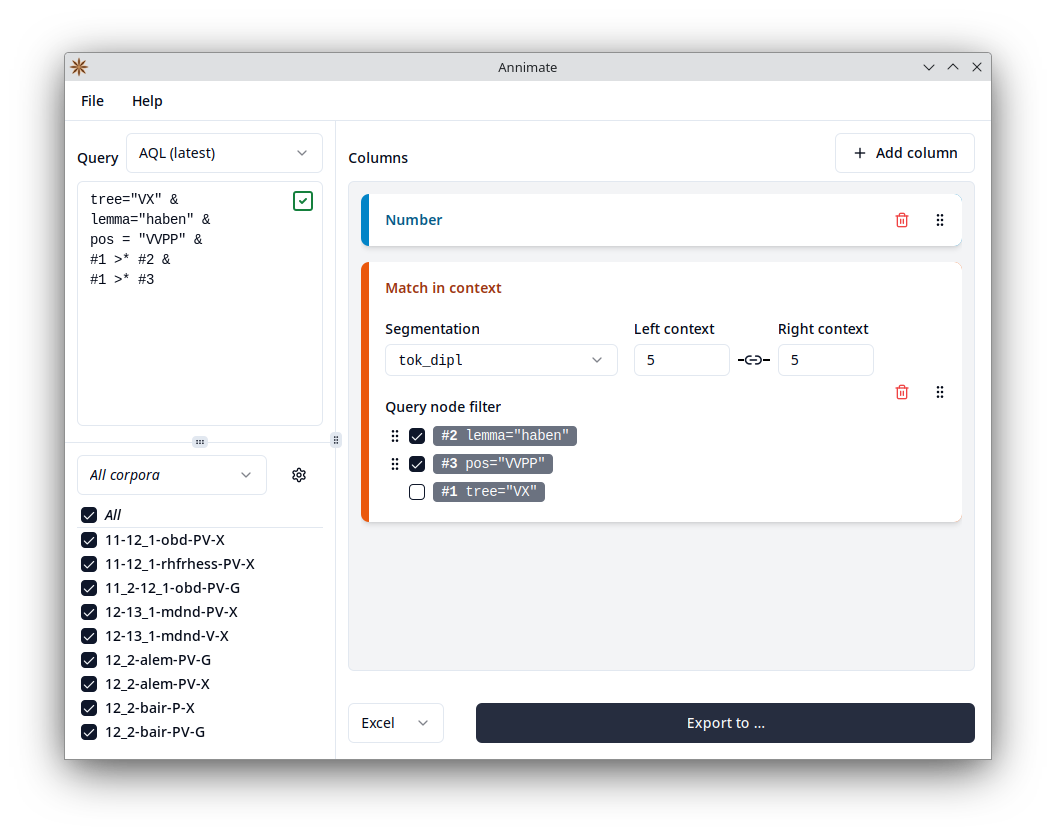 Annimate
File Help
Query AQL (latest)
tree="VX" &
lemma="haben" &
pos = "VVPP" &
#1 >* #2 &
#1 >* #3
All corpora
All
11-12_1-obd-PV-X
11-12_1-rhfrhess-PV-X
11_2-12_1-obd-PV-G
12-13_1-mdnd-PV-X
12-13_1-mdnd-V-X
12_2-alem-PV-G
12_2-alem-PV-X
12_2-bair-P-X
12_2-bair-PV-G
Columns
Add column
Number
Match in context
Segmentation Left context Right context
tok_dipl 5 5
Query node filter
#2 lemma="haben"
#3 pos="VVPP"
#1 tree="VX"
Excel Export to ...